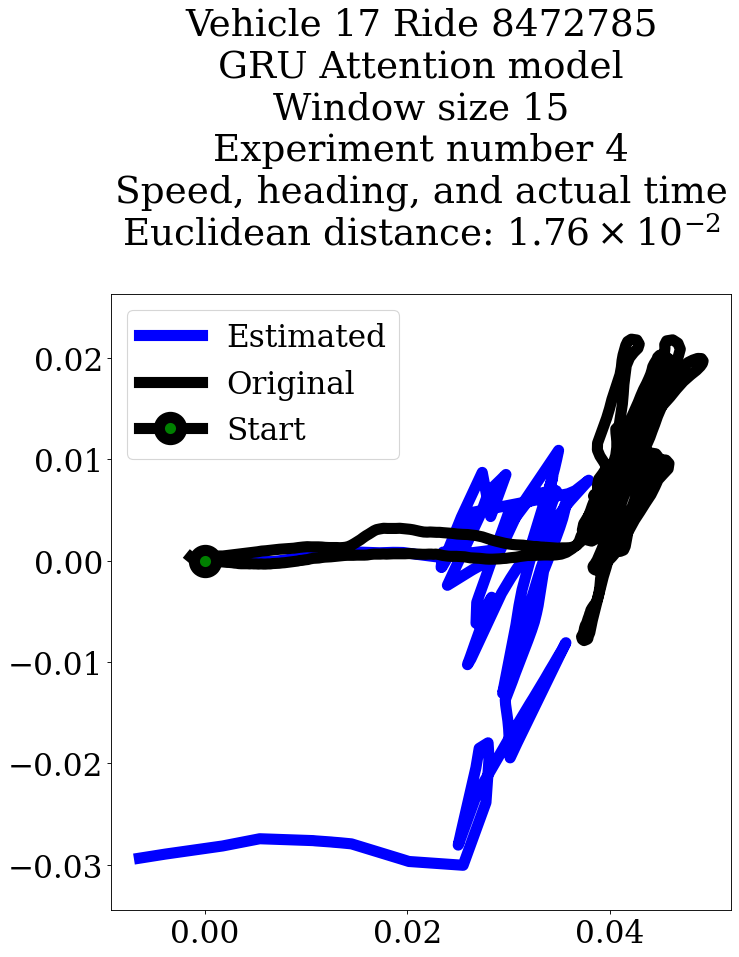 Vehicle 17 Ride 8472785
GRU Attention model
Window size 15
Experiment number 4
Speed, heading, and actual time
Euclidean distance: 1.76 × 10⁻²
Estimated
Original
Start
0.02
0.01
0.00
−0.01
−0.02
−0.03
0.00 0.02 0.04